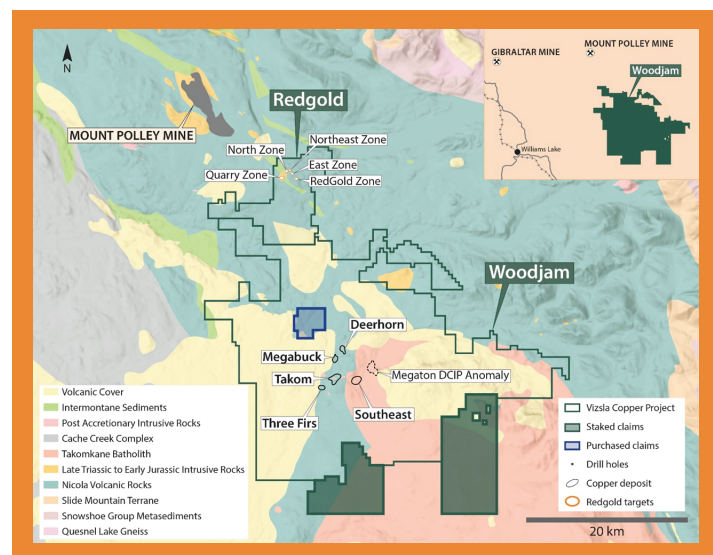 N
GIBRALTAR MINE
MOUNT POLLEY MINE
Woodjam
Williams Lake
Redgold
MOUNT POLLEY MINE
Northeast Zone
North Zone
East Zone
Quarry Zone
RedGold Zone
Woodjam
Deerhorn
Megabuck
Megaton DCIP Anomaly
Takom
Southeast
Three Firs
Volcanic Cover
Intermontane Sediments
Post Accretionary Intrusive Rocks
Cache Creek Complex
Takomkane Batholith
Late Triassic to Early Jurassic Intrusive Rocks
Nicola Volcanic Rocks
Slide Mountain Terrane
Snowshoe Group Metasediments
Quesnel Lake Gneiss
Vizsla Copper Project
Staked claims
Purchased claims
Drill holes
Copper deposit
Redgold targets
20 km